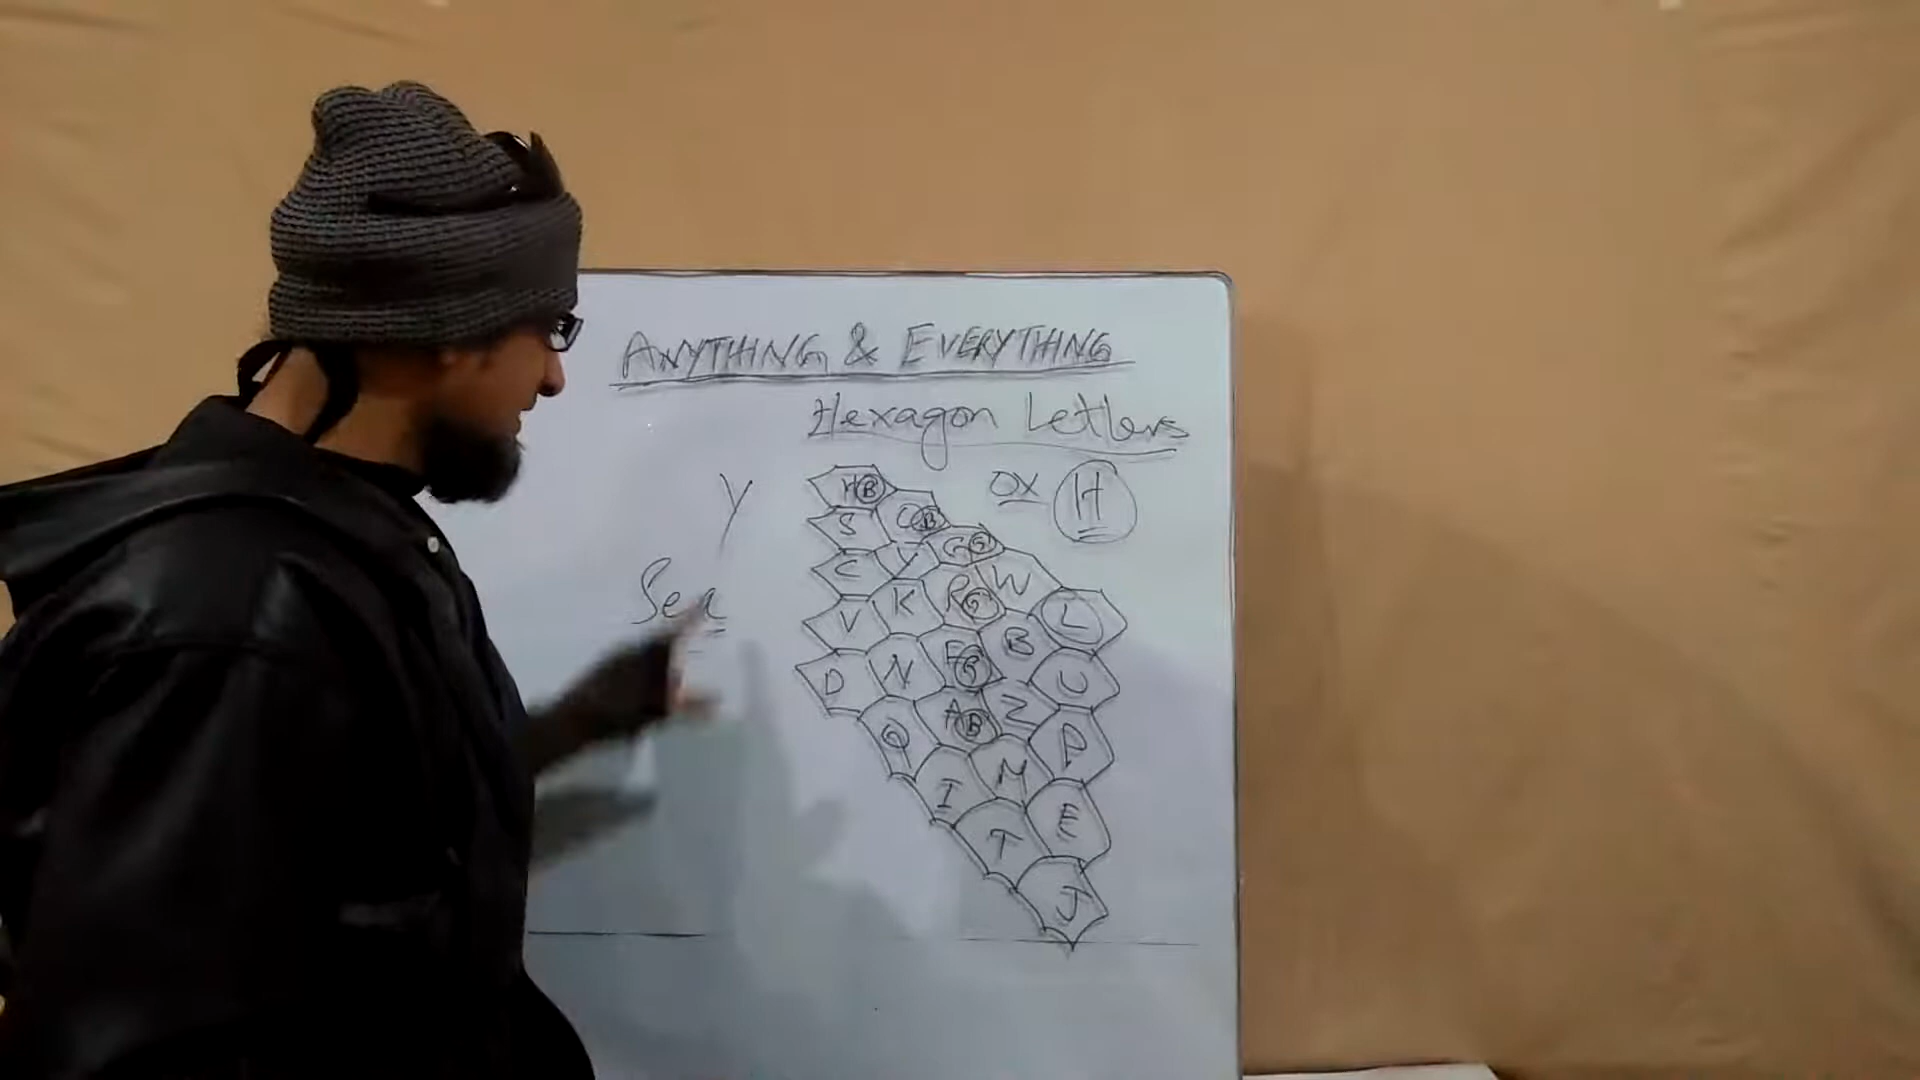 ANYTHING & EVERYTHING
Hexagon Letters
Y
OX H
Sea
H B
S C B
C Y G G
V K R G W L
D N F B B U
O A B Z P
I M E
T
J